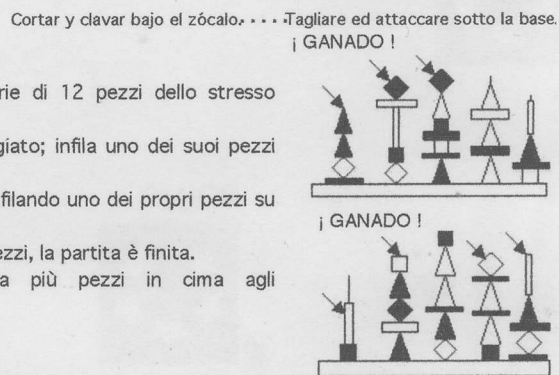 Cortar y clavar bajo el zócalo.....Tagliare ed attaccare sotto la base.
¡ GANADO !
rie di 12 pezzi dello stresso
giato; infila uno dei suoi pezzi
filando uno dei propri pezzi su
¡ GANADO !
ezzi, la partita è finita.
a più pezzi in cima agli